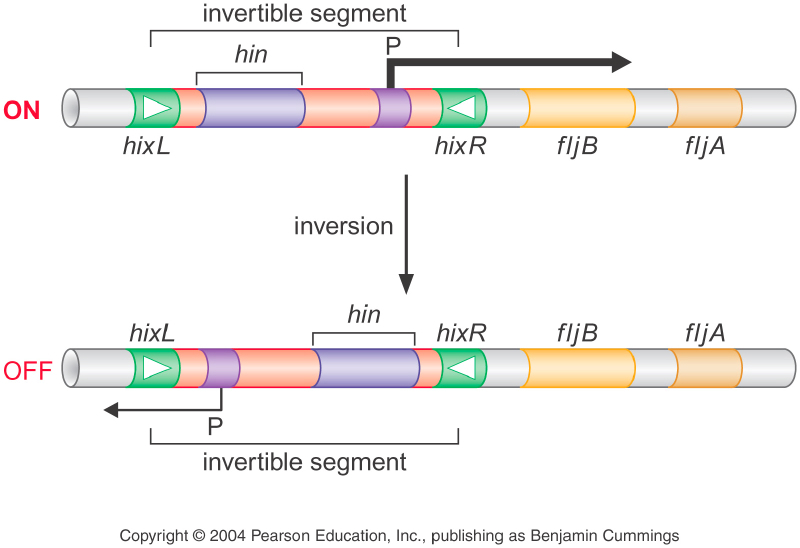 invertible segment
hin
P
ON
hixL
hixR
fljB
fljA
inversion
hixL
hin
hixR
fljB
fljA
OFF
P
invertible segment
Copyright © 2004 Pearson Education, Inc., publishing as Benjamin Cummings